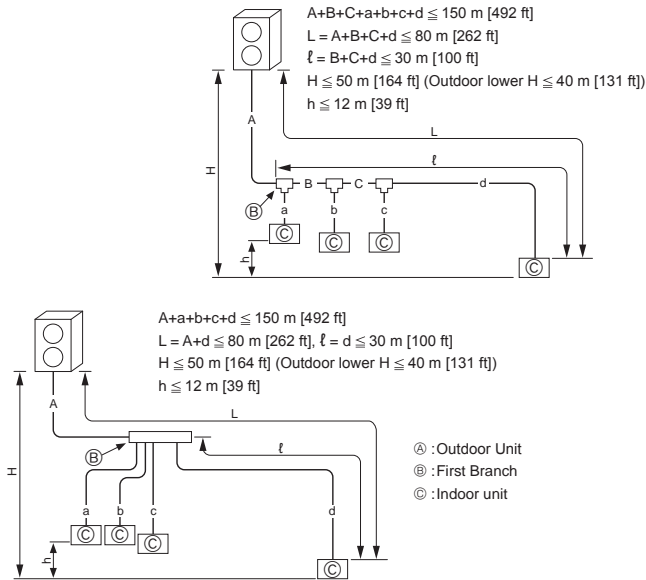 A+B+C+a+b+c+d ≦ 150 m [492 ft]
L = A+B+C+d ≦ 80 m [262 ft]
ℓ = B+C+d ≦ 30 m [100 ft]
H ≦ 50 m [164 ft] (Outdoor lower H ≦ 40 m [131 ft])
h ≦ 12 m [39 ft]
A
L
H
ℓ
B
C
d
Ⓑ
a
b
c
Ⓒ
Ⓒ
Ⓒ
h
Ⓒ
A+a+b+c+d ≦ 150 m [492 ft]
L = A+d ≦ 80 m [262 ft], ℓ = d ≦ 30 m [100 ft]
H ≦ 50 m [164 ft] (Outdoor lower H ≦ 40 m [131 ft])
h ≦ 12 m [39 ft]
A
L
H
Ⓑ
ℓ
a
b
c
d
Ⓒ
Ⓒ
Ⓒ
h
Ⓒ
Ⓐ :Outdoor Unit
Ⓑ :First Branch
Ⓒ :Indoor unit